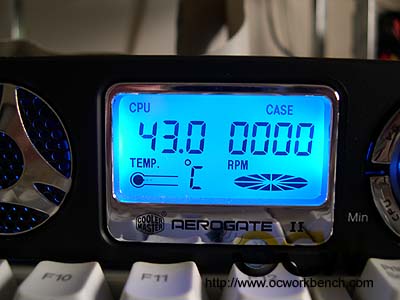 CPU CASE
43.0 0000
TEMP. °C RPM
Min
COOLER MASTER AEROGATE II
F10 F11
http://www.ocworkbench.com